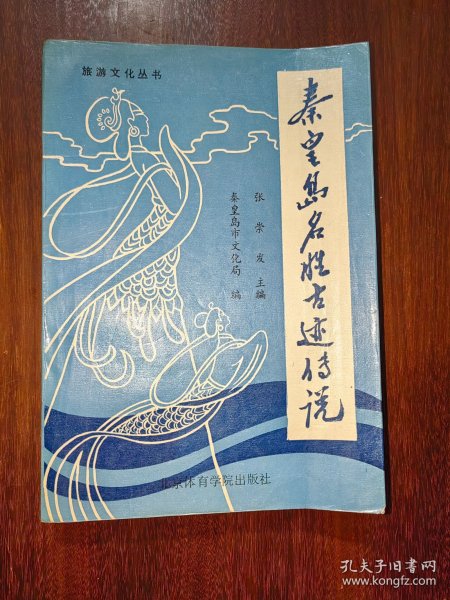 旅游文化丛书
秦皇岛名胜古迹传说
张崇发主编
秦皇岛市文化局 编
北京体育学院出版社
孔夫子旧书网
www.kongfz.com